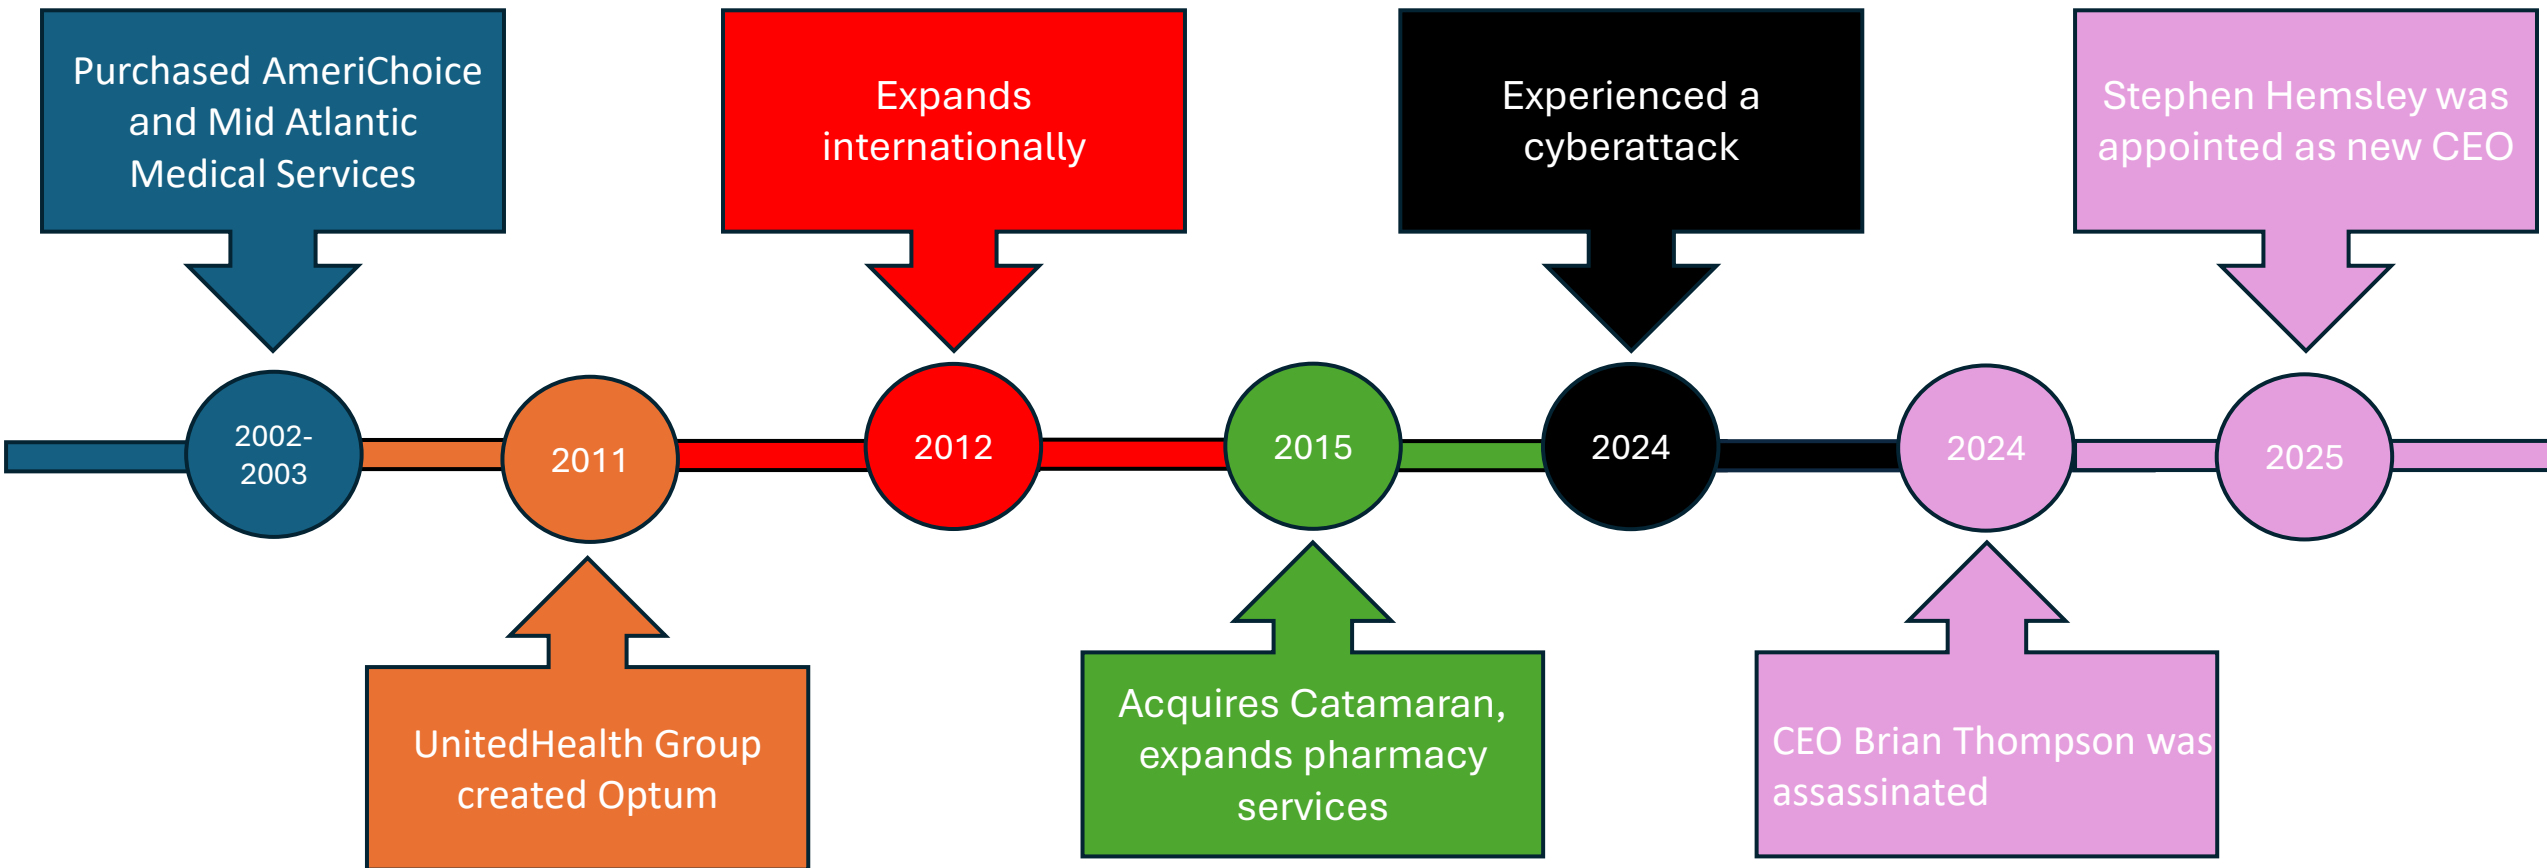 Purchased AmeriChoice
and Mid Atlantic
Medical Services
Expands
internationally
Experienced a
cyberattack
Stephen Hemsley was
appointed as new CEO
2002-
2003
2011
2012
2015
2024
2024
2025
UnitedHealth Group
created Optum
Acquires Catamaran,
expands pharmacy
services
CEO Brian Thompson was
assassinated